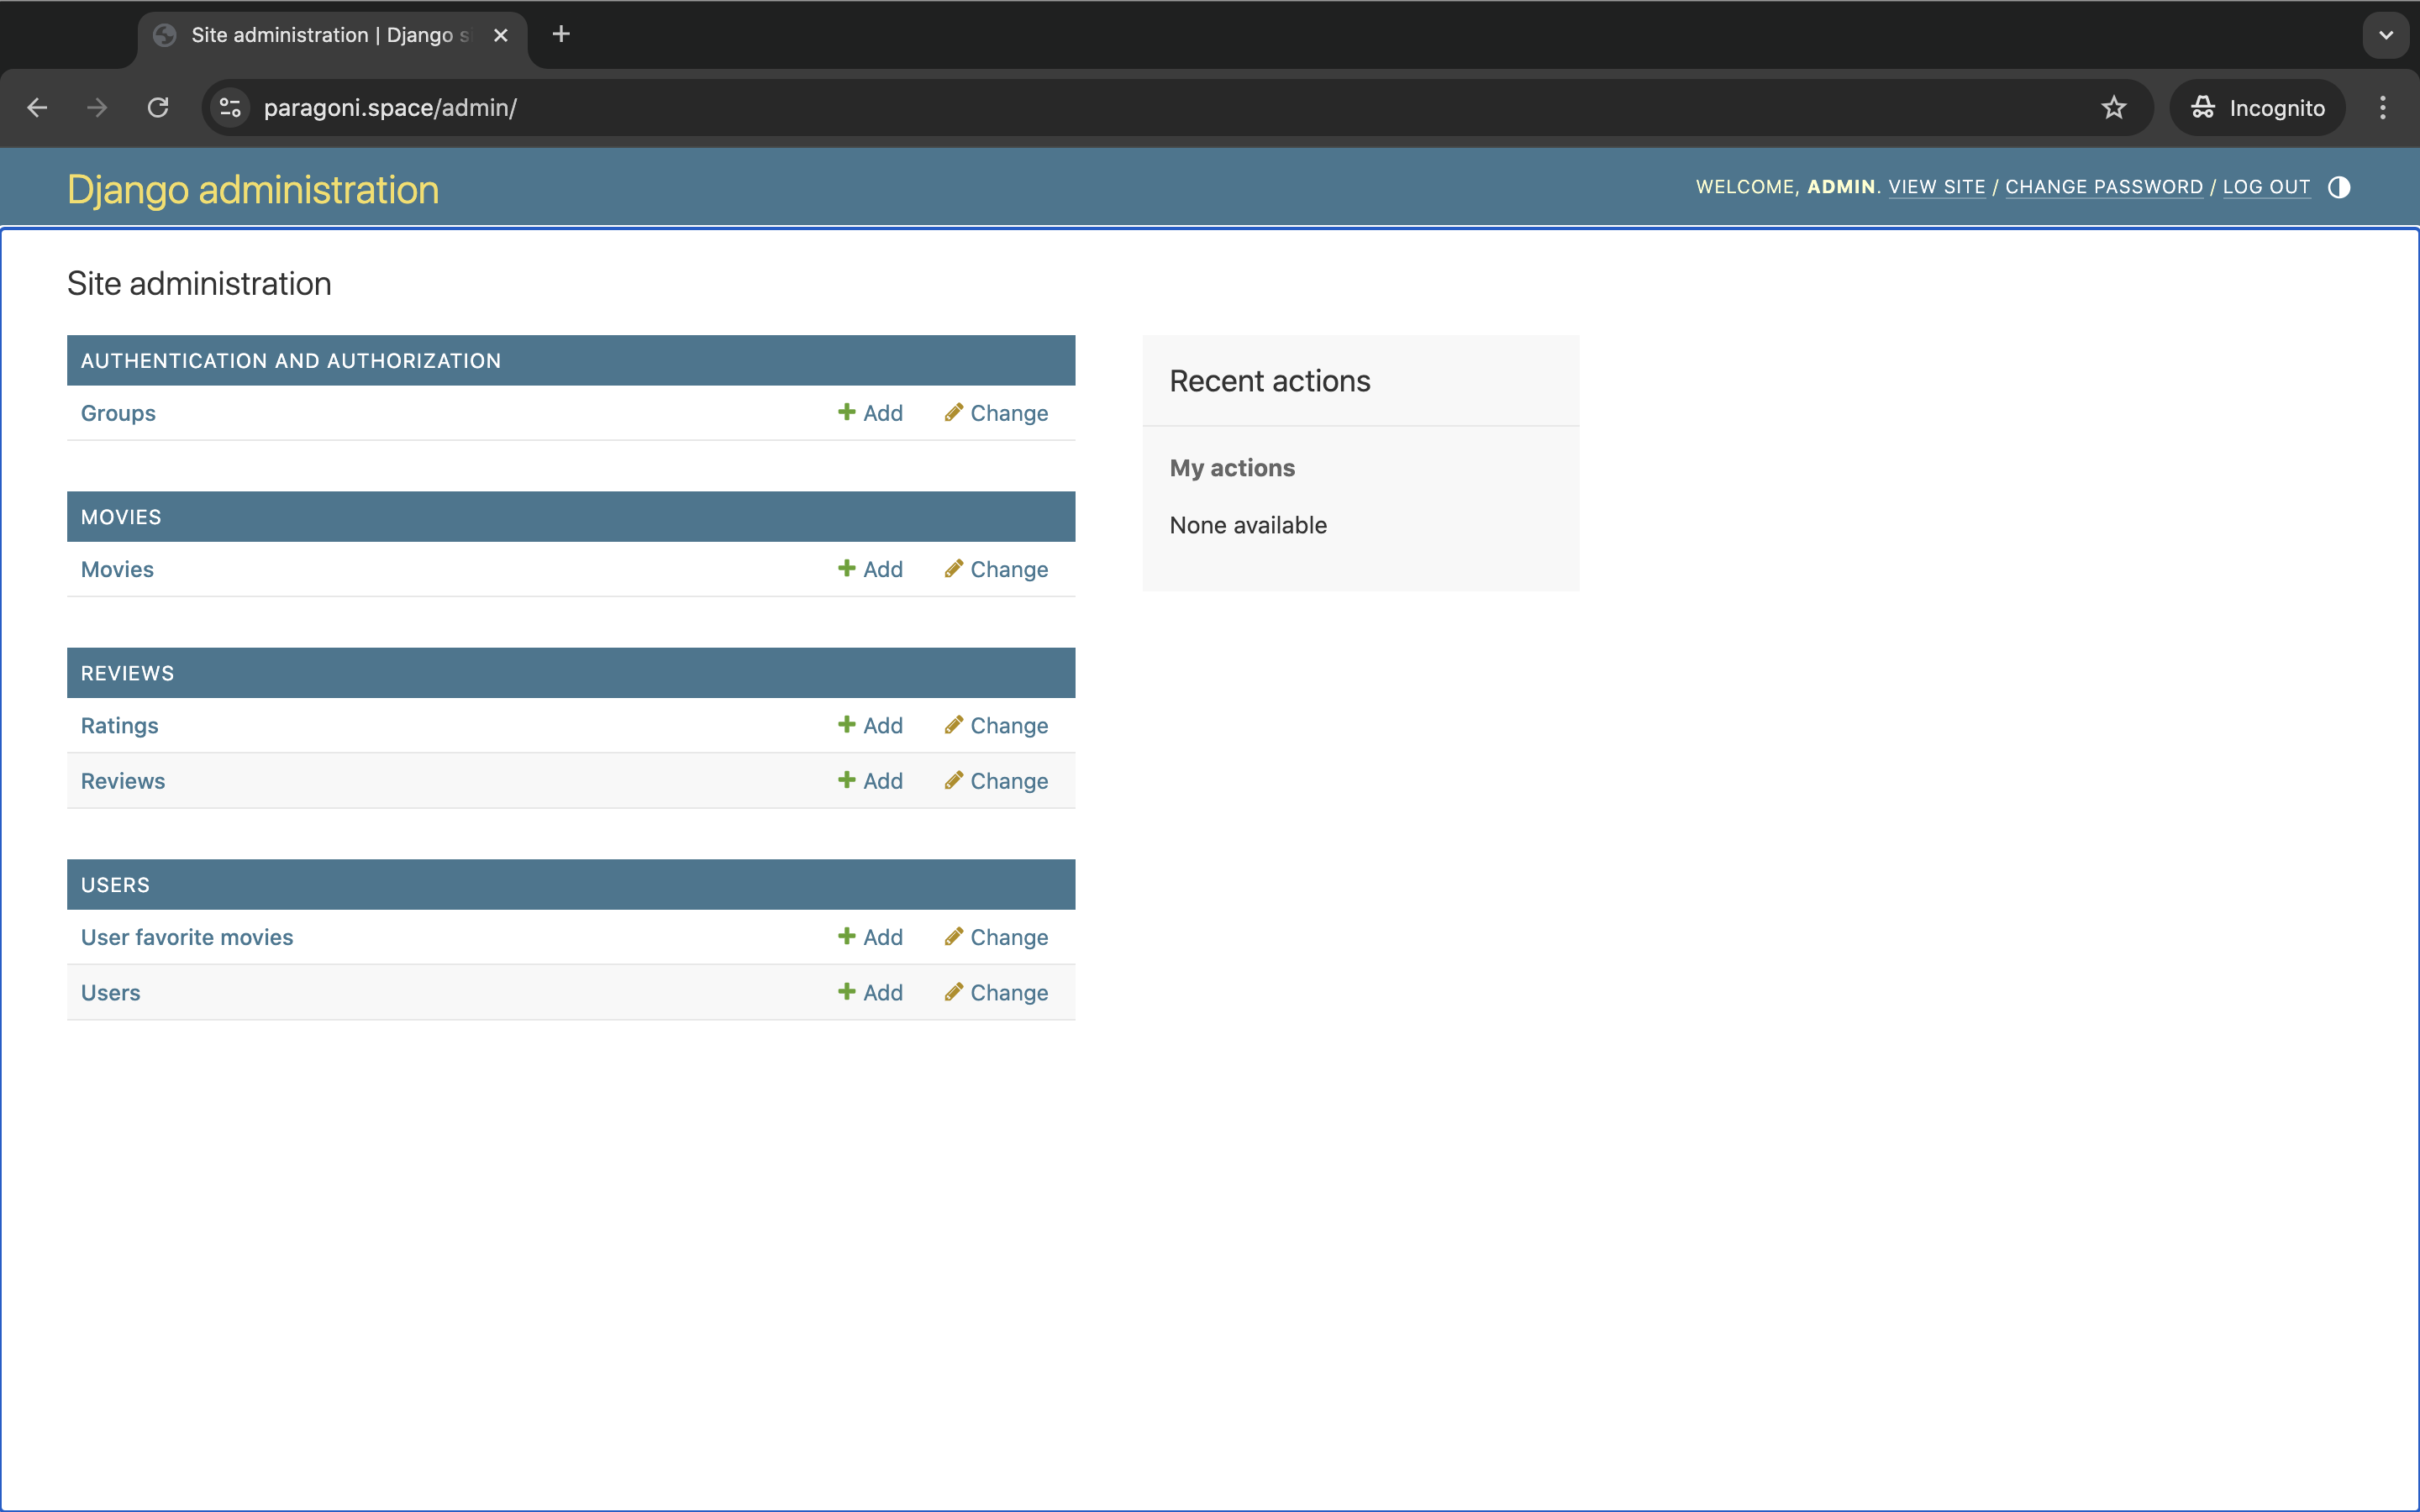 Site administration | Django s
paragoni.space/admin/
Incognito
Django administration
WELCOME, ADMIN. VIEW SITE / CHANGE PASSWORD / LOG OUT
Site administration
AUTHENTICATION AND AUTHORIZATION
Groups Add Change
MOVIES
Movies Add Change
REVIEWS
Ratings Add Change
Reviews Add Change
USERS
User favorite movies Add Change
Users Add Change
Recent actions
My actions
None available